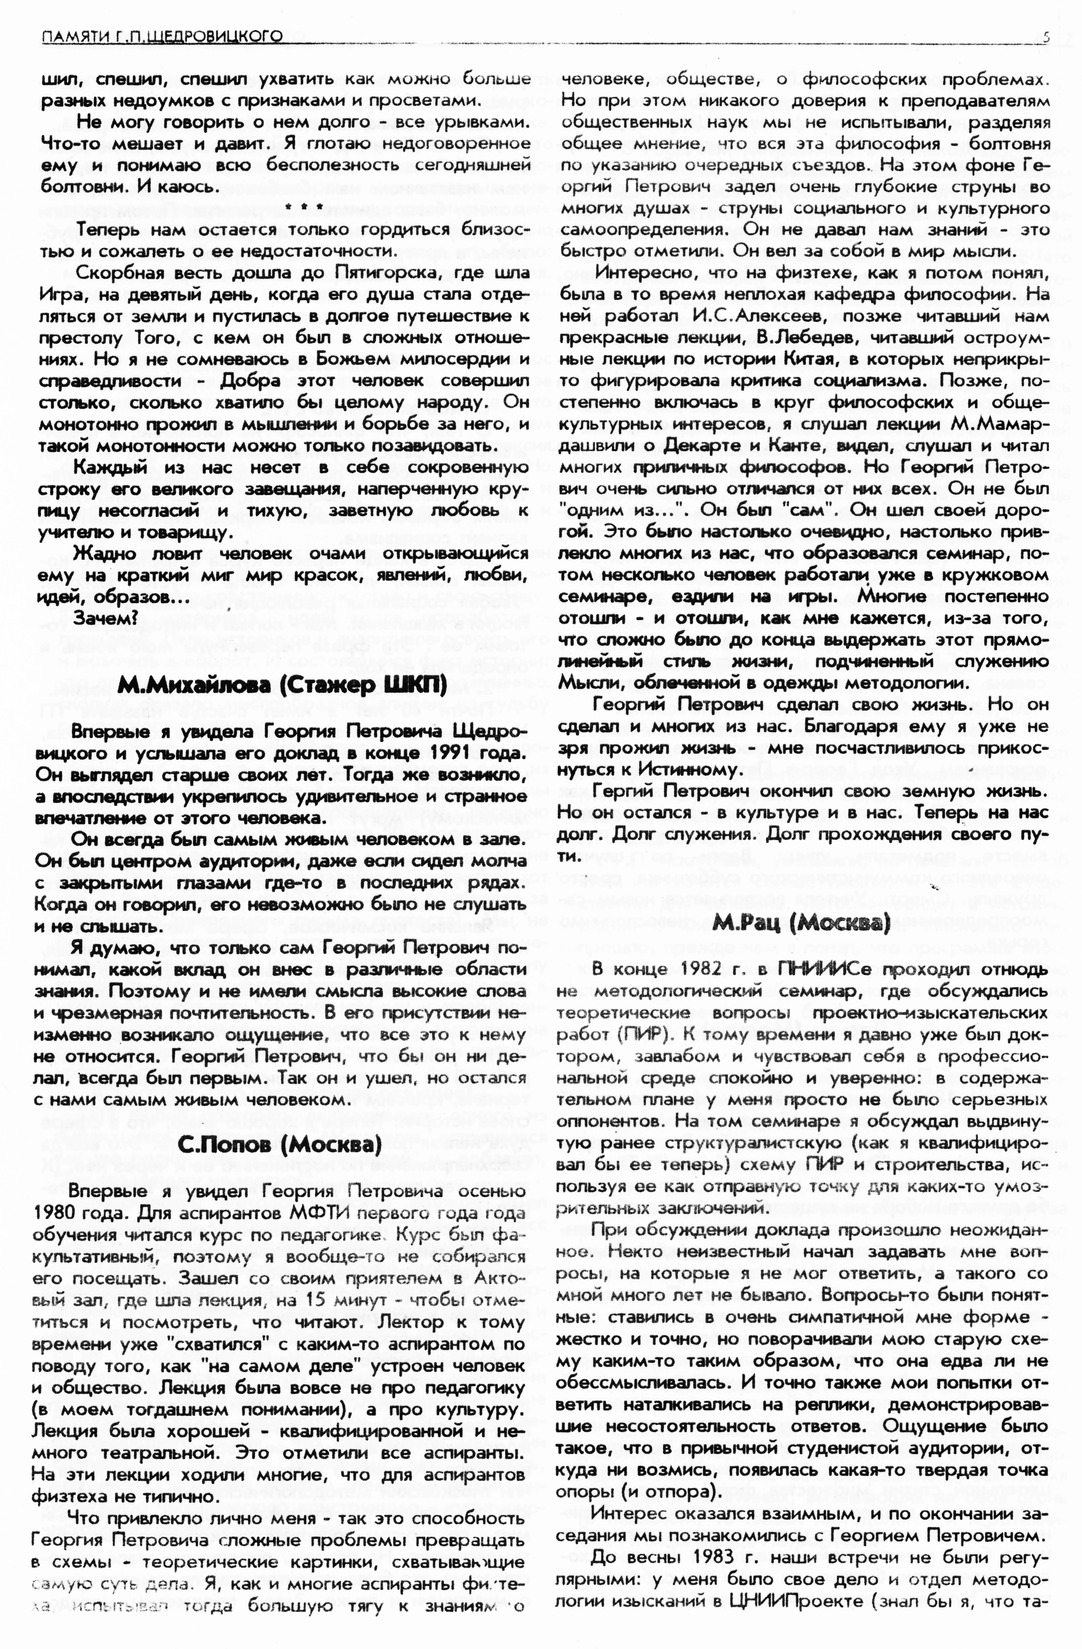 ПАМЯТИ Г.П.ЩЕДРОВИЦКОГО 5
шил, спешил, спешил ухватить как можно больше
разных недоумков с признаками и просветами.
Не могу говорить о нем долго - все урывками.
Что-то мешает и давит. Я глотаю недоговоренное
ему и понимаю всю бесполезность сегодняшней
болтовни. И каюсь.
* * *
Теперь нам остается только гордиться близос-
тью и сожалеть о ее недостаточности.
Скорбная весть дошла до Пятигорска, где шла
Игра, на девятый день, когда его душа стала отде-
ляться от земли и пустилась в долгое путешествие к
престолу Того, с кем он был в сложных отноше-
ниях. Но я не сомневаюсь в Божьем милосердии и
справедливости - Добра этот человек совершил
столько, сколько хватило бы целому народу. Он
монотонно прожил в мышлении и борьбе за него, и
такой монотонности можно только позавидовать.
Каждый из нас несет в себе сокровенную
строку его великого завещания, наперченную кру-
пицу несогласий и тихую, заветную любовь к
учителю и товарищу.
Жадно ловит человек очами открывающийся
ему на краткий миг мир красок, явлений, любви,
идей, образов...
Зачем?
М.Михайлова (Стажер ШКП)
Впервые я увидела Георгия Петровича Щедро-
вицкого и услышала его доклад в конце 1991 года.
Он выглядел старше своих лет. Тогда же возникло,
а впоследствии укрепилось удивительное и странное
впечатление от этого человека.
Он всегда был самым живым человеком в зале.
Он был центром аудитории, даже если сидел молча
с закрытыми глазами где-то в последних рядах.
Когда он говорил, его невозможно было не слушать
и не слышать.
Я думаю, что только сам Георгий Петрович по-
нимал, какой вклад он внес в различные области
знания. Поэтому и не имели смысла высокие слова
и чрезмерная почтительность. В его присутствии не-
изменно возникало ощущение, что все это к нему
не относится. Георгий Петрович, что бы он ни де-
лал, всегда был первым. Так он и ушел, но остался
с нами самым живым человеком.
С.Попов (Москва)
Впервые я увидел Георгия Петровича осенью
1980 года. Для аспирантов МФТИ первого года года
обучения читался курс по педагогике. Курс был фа-
культативный, поэтому я вообще-то не собирался
его посещать. Зашел со своим приятелем в Акто-
вый зал, где шла лекция, на 15 минут - чтобы отме-
титься и посмотреть, что читают. Лектор к тому
времени уже "схватился" с каким-то аспирантом по
поводу того, как "на самом деле" устроен человек
и общество. Лекция была вовсе не про педагогику
(в моем тогдашнем понимании), а про культуру.
Лекция была хорошей - квалифицированной и не-
много театральной. Это отметили все аспиранты.
На эти лекции ходили многие, что для аспирантов
физтеха не типично.
Что привлекло лично меня - так это способность
Георгия Петровича сложные проблемы превращать
в схемы - теоретические картинки, схватывающие
самую суть дела. Я, как и многие аспиранты физте-
ха испытывал тогда большую тягу к знаниям о
человеке, обществе, о философских проблемах.
Но при этом никакого доверия к преподавателям
общественных наук мы не испытывали, разделяя
общее мнение, что вся эта философия - болтовня
по указанию очередных съездов. На этом фоне Ге-
оргий Петрович задел очень глубокие струны во
многих душах - струны социального и культурного
самоопределения. Он не давал нам знаний - это
быстро отметили. Он вел за собой в мир мысли.
Интересно, что на физтехе, как я потом понял,
была в то время неплохая кафедра философии. На
ней работал И.С.Алексеев, позже читавший нам
прекрасные лекции, В.Лебедев, читавший остроум-
ные лекции по истории Китая, в которых неприкры-
то фигурировала критика социализма. Позже, по-
степенно включась в круг философских и обще-
культурных интересов, я слушал лекции М.Мамар-
дашвили о Декарте и Канте, видел, слушал и читал
многих приличных философов. Но Георгий Петро-
вич очень сильно отличался от них всех. Он не был
"одним из...". Он был "сам". Он шел своей доро-
гой. Это было настолько очевидно, настолько прив-
лекло многих из нас, что образовался семинар, по-
том несколько человек работали уже в кружковом
семинаре, ездили на игры. Многие постепенно
отошли - и отошли, как мне кажется, из-за того,
что сложно было до конца выдержать этот прямо-
линейный стиль жизни, подчиненный служению
Мысли, облеченной в одежды методологии.
Георгий Петрович сделал свою жизнь. Но он
сделал и многих из нас. Благодаря ему я уже не
зря прожил жизнь - мне посчастливилось прикос-
нуться к Истинному.
Гергий Петрович окончил свою земную жизнь.
Но он остался - в культуре и в нас. Теперь на нас
долг. Долг служения. Долг прохождения своего пу-
ти.
М.Рац (Москва)
В конце 1982 г. в ПНИИИСе проходил отнюдь
не методологический семинар, где обсуждались
теоретические вопросы проектно-изыскательских
работ (ПИР). К тому времени я давно уже был док-
тором, завлабом и чувствовал себя в профессио-
нальной среде спокойно и уверенно: в содержа-
тельном плане у меня просто не было серьезных
оппонентов. На том семинаре я обсуждал выдвину-
тую ранее структуралистскую (как я квалифициро-
вал бы ее теперь) схему ПИР и строительства, ис-
пользуя ее как отправную точку для каких-то умоз-
рительных заключений.
При обсуждении доклада произошло неожидан-
ное. Некто неизвестный начал задавать мне воп-
росы, на которые я не мог ответить, а такого со
мной много лет не бывало. Вопросы-то были понят-
ные: ставились в очень симпатичной мне форме -
жестко и точно, но поворачивали мою старую схе-
му каким-то таким образом, что она едва ли не
обессмысливалась. И точно также мои попытки от-
ветить наталкивались на реплики, демонстрировав-
шие несостоятельность ответов. Ощущение было
такое, что в привычной студенистой аудитории, от-
куда ни возмись, появилась какая-то твердая точка
опоры (и отпора).
Интерес оказался взаимным, и по окончании за-
седания мы познакомились с Георгием Петровичем.
До весны 1983 г. наши встречи не были регу-
лярными: у меня было свое дело и отдел методо-
логии изысканий в ЦНИИПроекте (знал бы я, что та-